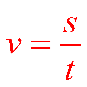 v = s/t